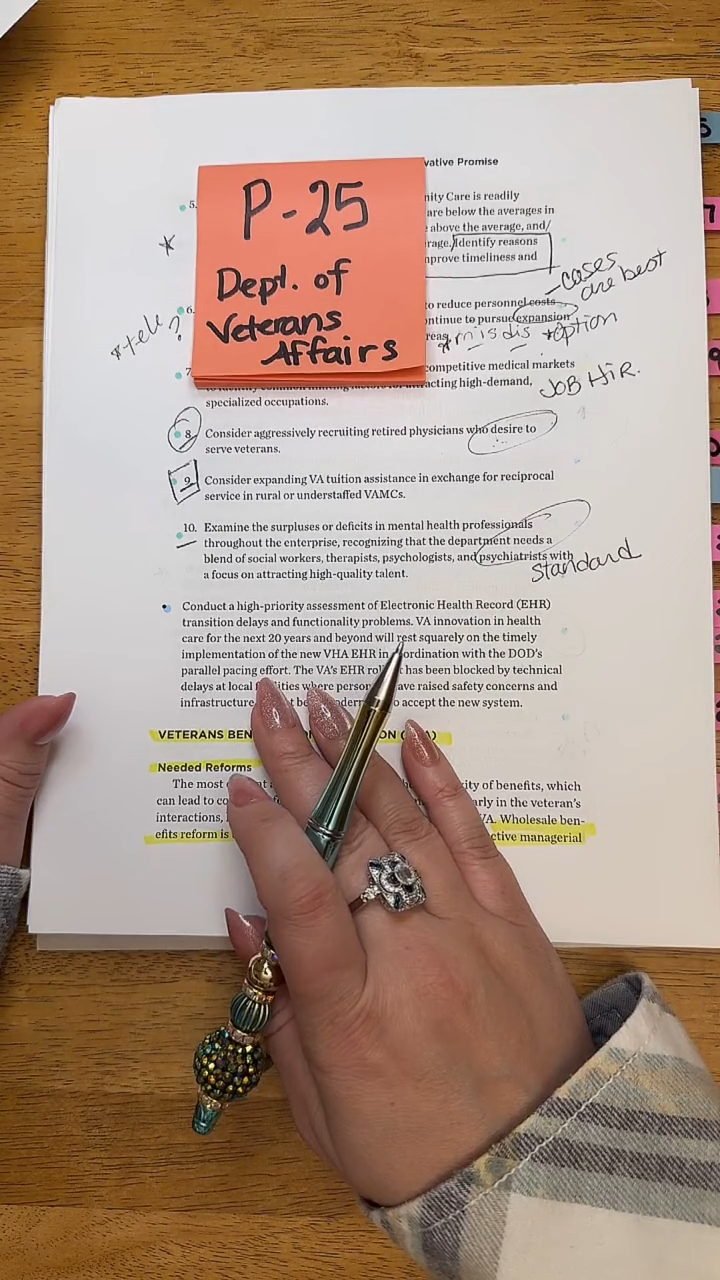 vative Promise
5.
nity Care is readily
are below the averages in
above the average, and/
rage. Identify reasons
nprove timeliness and
P-25
Dept. of
Veterans
Affairs
- cases
are best
6.
to reduce personnel costs
ontinue to pursue expansion
reas,
*option
*tele ?
7.
competitive medical markets
acting high-demand,
specialized occupations.
JOB HIR.
8. Consider aggressively recruiting retired physicians who desire to
serve veterans.
9. Consider expanding VA tuition assistance in exchange for reciprocal
service in rural or understaffed VAMCs.
10. Examine the surpluses or deficits in mental health professionals
throughout the enterprise, recognizing that the department needs a
blend of social workers, therapists, psychologists, and psychiatrists with
a focus on attracting high-quality talent.
standard
• Conduct a high-priority assessment of Electronic Health Record (EHR)
transition delays and functionality problems. VA innovation in health
care for the next 20 years and beyond will rest squarely on the timely
implementation of the new VHA EHR in coordination with the DOD's
parallel pacing effort. The VA's EHR has been blocked by technical
delays at local where have raised safety concerns and
infrastructure accept the new system.
VETERANS BEN
Needed Reforms
The most ity of benefits, which
can lead to arly in the veteran's
interactions, VA. Wholesale ben-
efits reform is ctive managerial